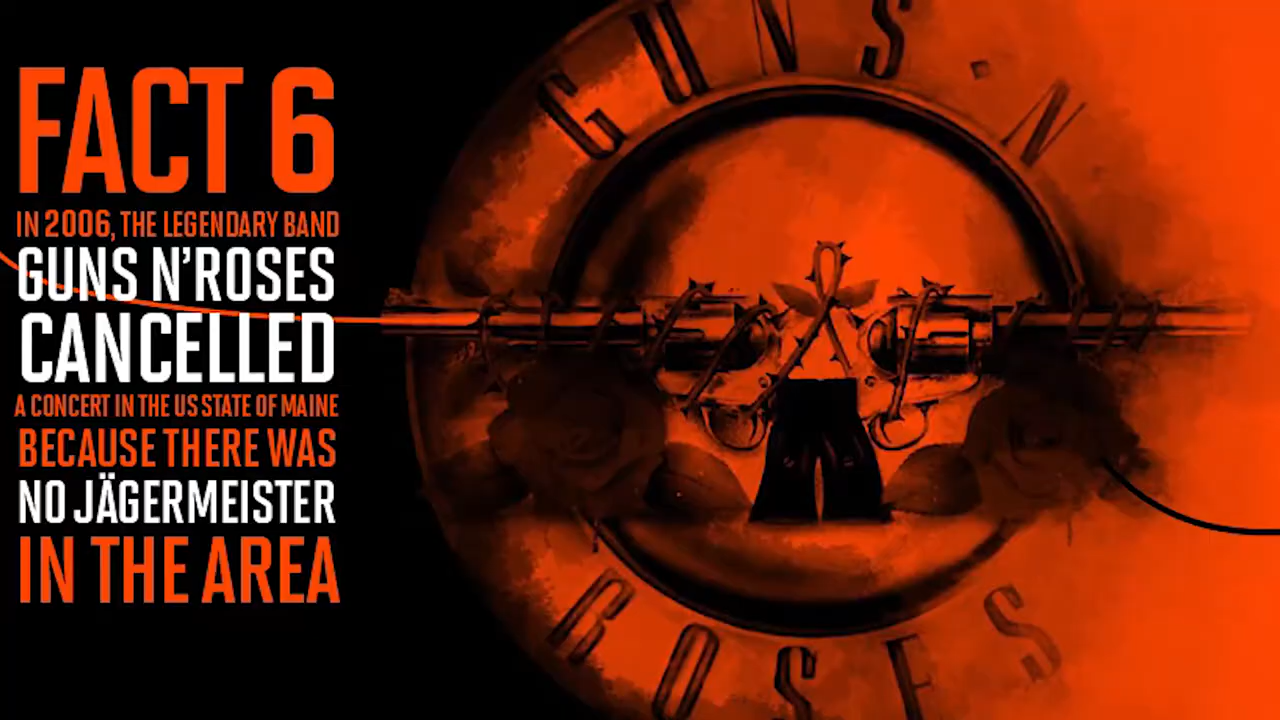 FACT 6
IN 2006, THE LEGENDARY BAND
GUNS N'ROSES
CANCELLED
A CONCERT IN THE US STATE OF MAINE
BECAUSE THERE WAS
NO JÄGERMEISTER
IN THE AREA
GUNS · N
ROSES